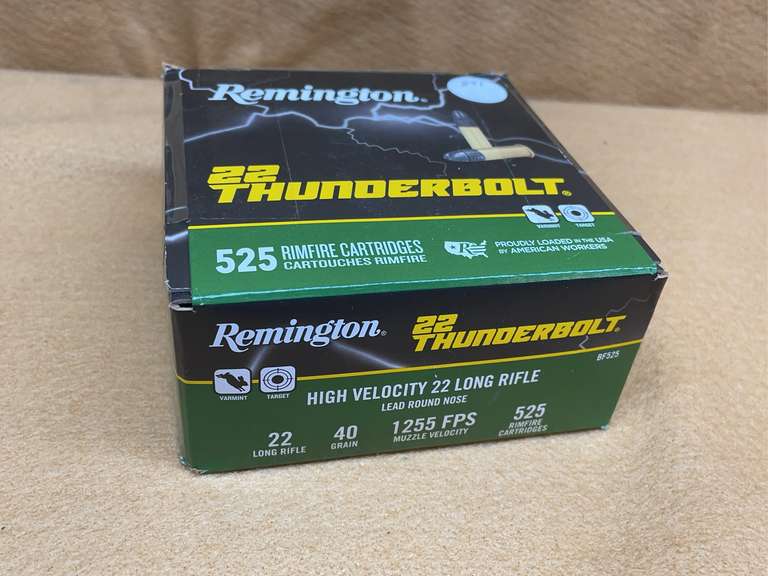 Remington®
22
THUNDERBOLT®
VARMINT TARGET
525 RIMFIRE CARTRIDGES
CARTOUCHES RIMFIRE
PROUDLY LOADED IN THE USA
BY AMERICAN WORKERS
Remington®
22
THUNDERBOLT®
BF525
VARMINT TARGET
HIGH VELOCITY 22 LONG RIFLE
LEAD ROUND NOSE
22
LONG RIFLE
40
GRAIN
1255 FPS
MUZZLE VELOCITY
525
RIMFIRE
CARTRIDGES